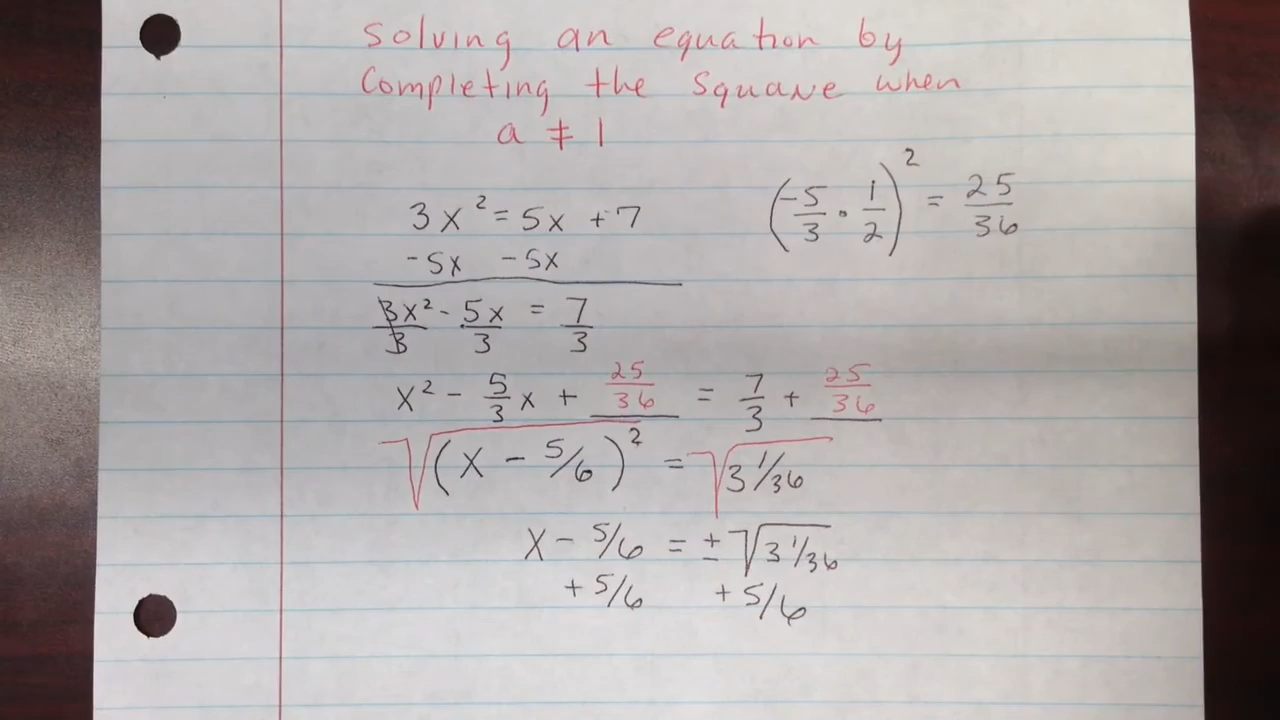 Solving an equation by
Completing the square when
a ≠ 1
3x² = 5x + 7
(-5/3 · 1/2)² = 25/36
-5x -5x
3x²/3 - 5x/3 = 7/3
x² - 5/3 x + 25/36 = 7/3 + 25/36
√(x - 5/6)² = √3 1/36
x - 5/6 = ± √3 1/36
+ 5/6 + 5/6